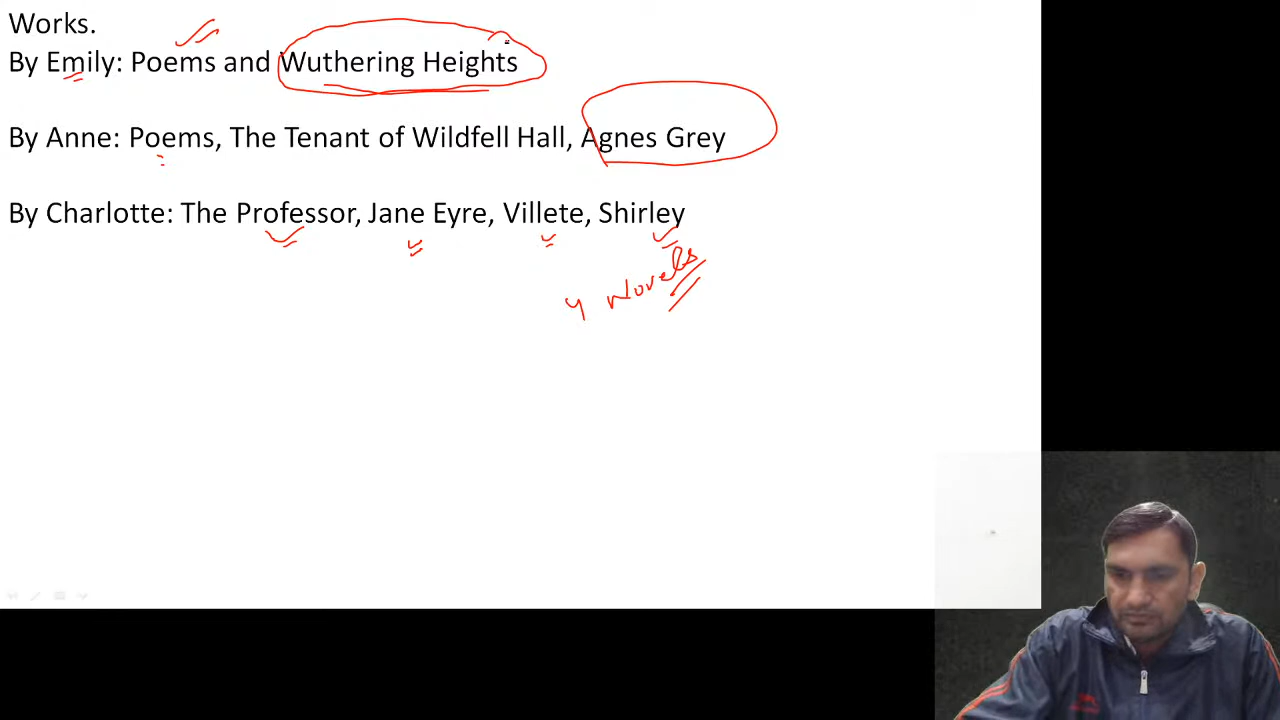 Works.
By Emily: Poems and Wuthering Heights
By Anne: Poems, The Tenant of Wildfell Hall, Agnes Grey
By Charlotte: The Professor, Jane Eyre, Villete, Shirley
4 Novels